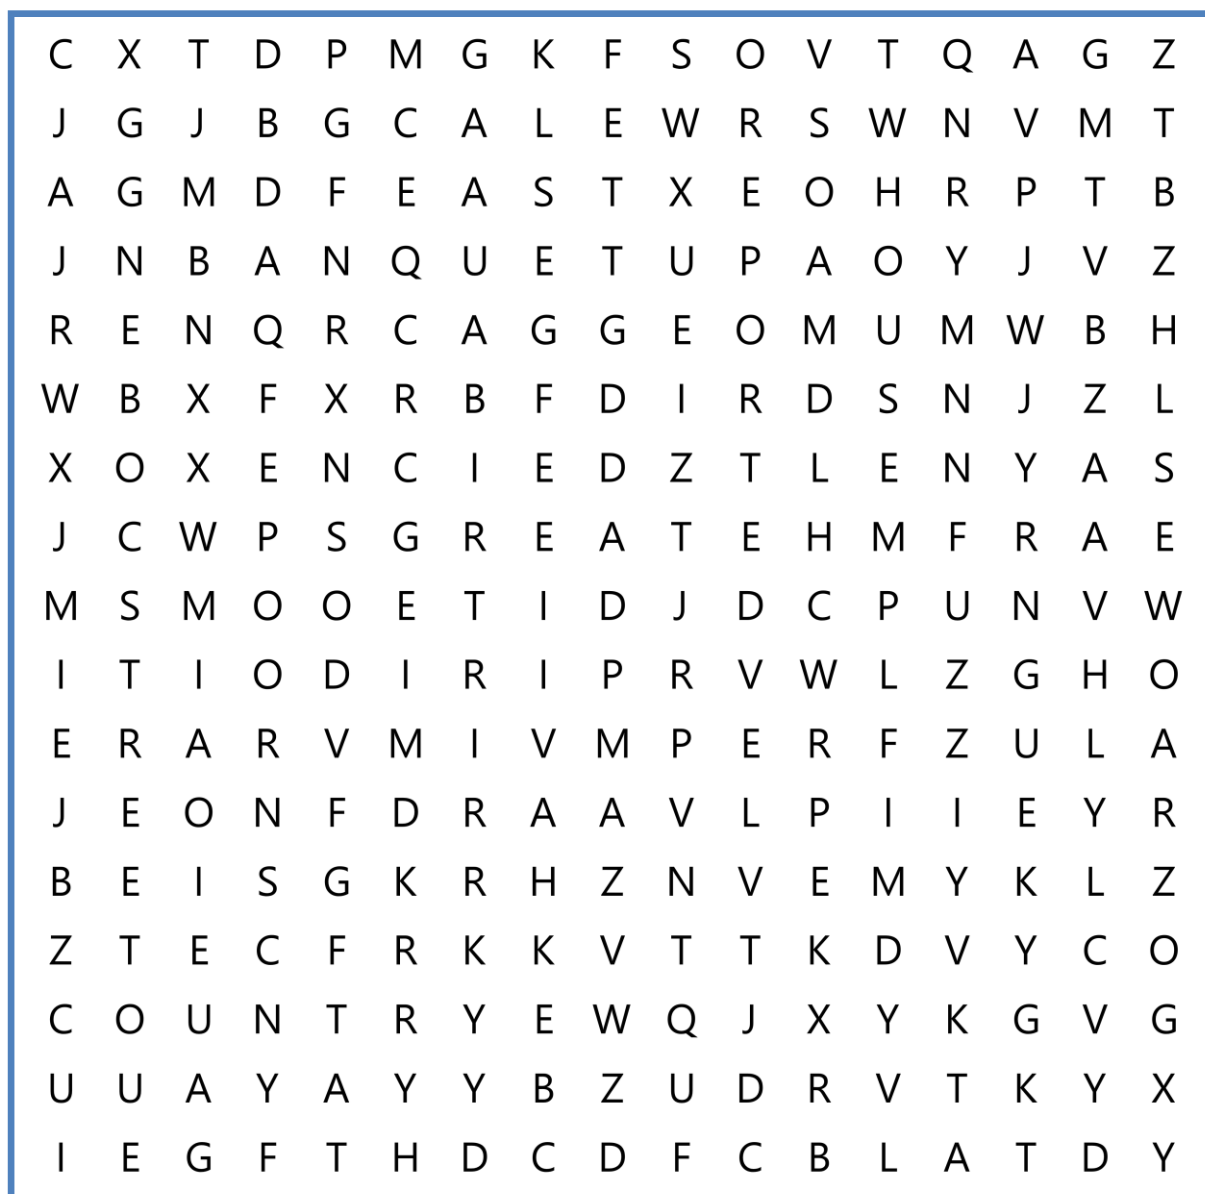 C X T D P M G K F S O V T Q A G Z
J G J B G C A L E W R S W N V M T
A G M D F E A S T X E O H R P T B
J N B A N Q U E T U P A O Y J V Z
R E N Q R C A G G E O M U M W B H
W B X F X R B F D I R D S N J Z L
X O X E N C I E D Z T L E N Y A S
J C W P S G R E A T E H M F R A E
M S M O O E T I D J D C P U N V W
I T I O D I R I P R V W L Z G H O
E R A R V M I V M P E R F Z U L A
J E O N F D R A A V L P I I E Y R
B E I S G K R H Z N V E M Y K L Z
Z T E C F R K K V T T K D V Y C O
C O U N T R Y E W Q J X Y K G V G
U U A Y A Y Y B Z U D R V T K Y X
I E G F T H D C D F C B L A T D Y